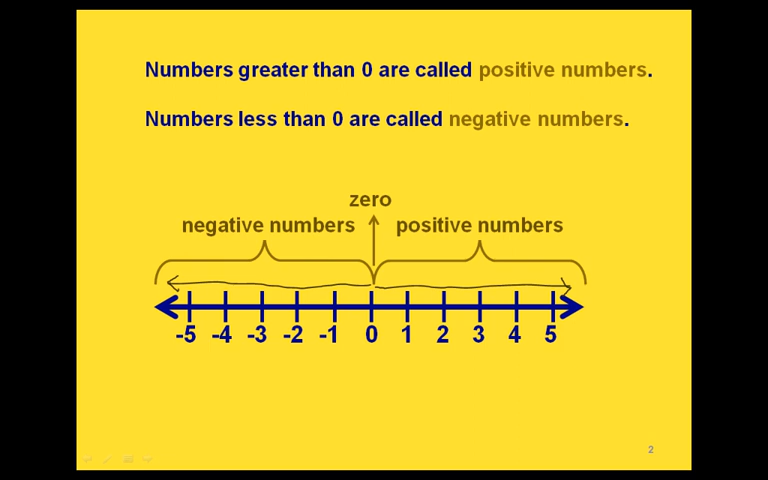 Numbers greater than 0 are called positive numbers.
Numbers less than 0 are called negative numbers.
zero
negative numbers positive numbers
-5 -4 -3 -2 -1 0 1 2 3 4 5
2